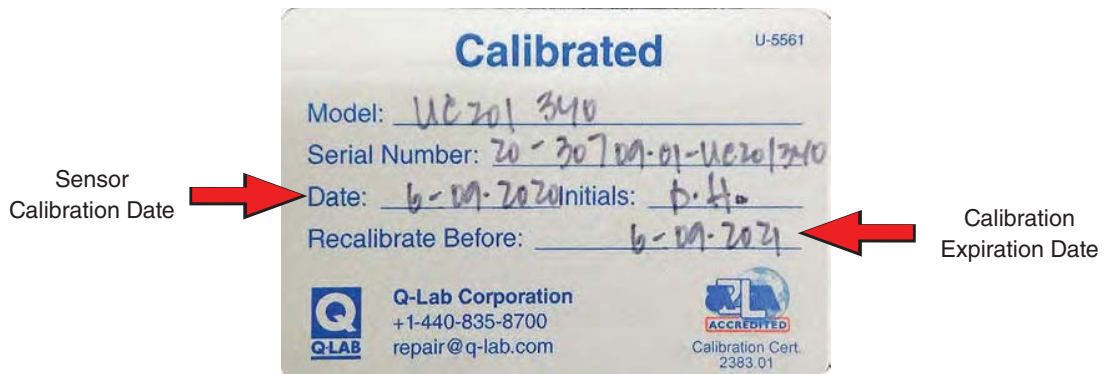 Calibrated
U-5561
Model: UC201 340
Serial Number: 20-30709-01-UC201340
Sensor
Calibration Date
Date: 6-09-2020 Initials: D. Ho
Recalibrate Before: 6-09-2021
Calibration
Expiration Date
Q-Lab Corporation
+1-440-835-8700
repair@q-lab.com
Q
Q-LAB
A2LA
ACCREDITED
Calibration Cert.
2383.01